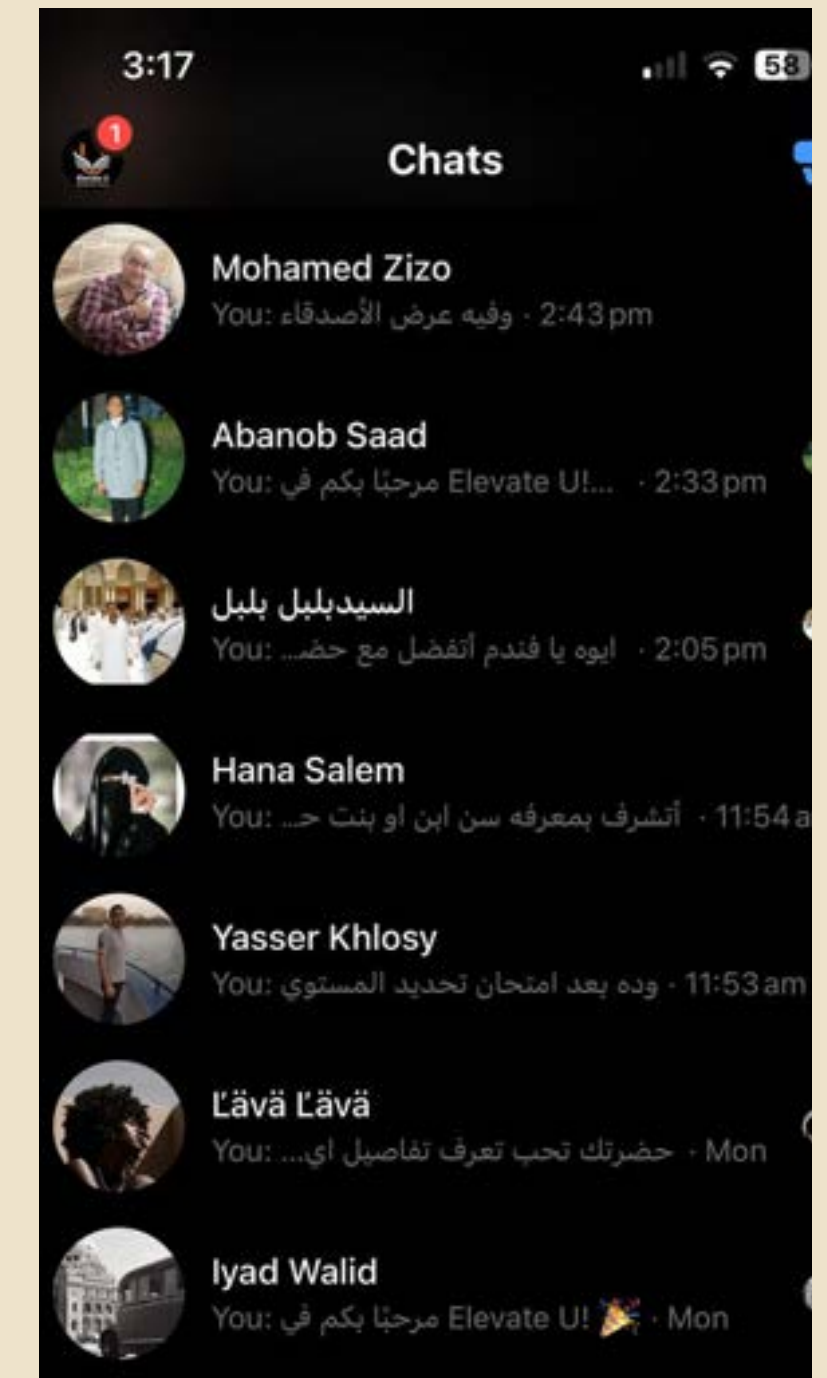 3:17
58
1
Chats
Mohamed Zizo
You: وفيه عرض الأصدقاء · 2:43 pm
Abanob Saad
You: مرحبًا بكم في Elevate U!... · 2:33 pm
السيدبلبل بلبل
You: ايوه يا فندم أتفضل مع حضـ... · 2:05 pm
Hana Salem
You: أتشرف بمعرفه سن ابن او بنت حـ... · 11:54 a
Yasser Khlosy
You: وده بعد امتحان تحديد المستوي · 11:53 am
Ľävä Ľävä
You: حضرتك تحب تعرف تفاصيل اي... · Mon
Iyad Walid
You: مرحبًا بكم في Elevate U! 🎉 · Mon